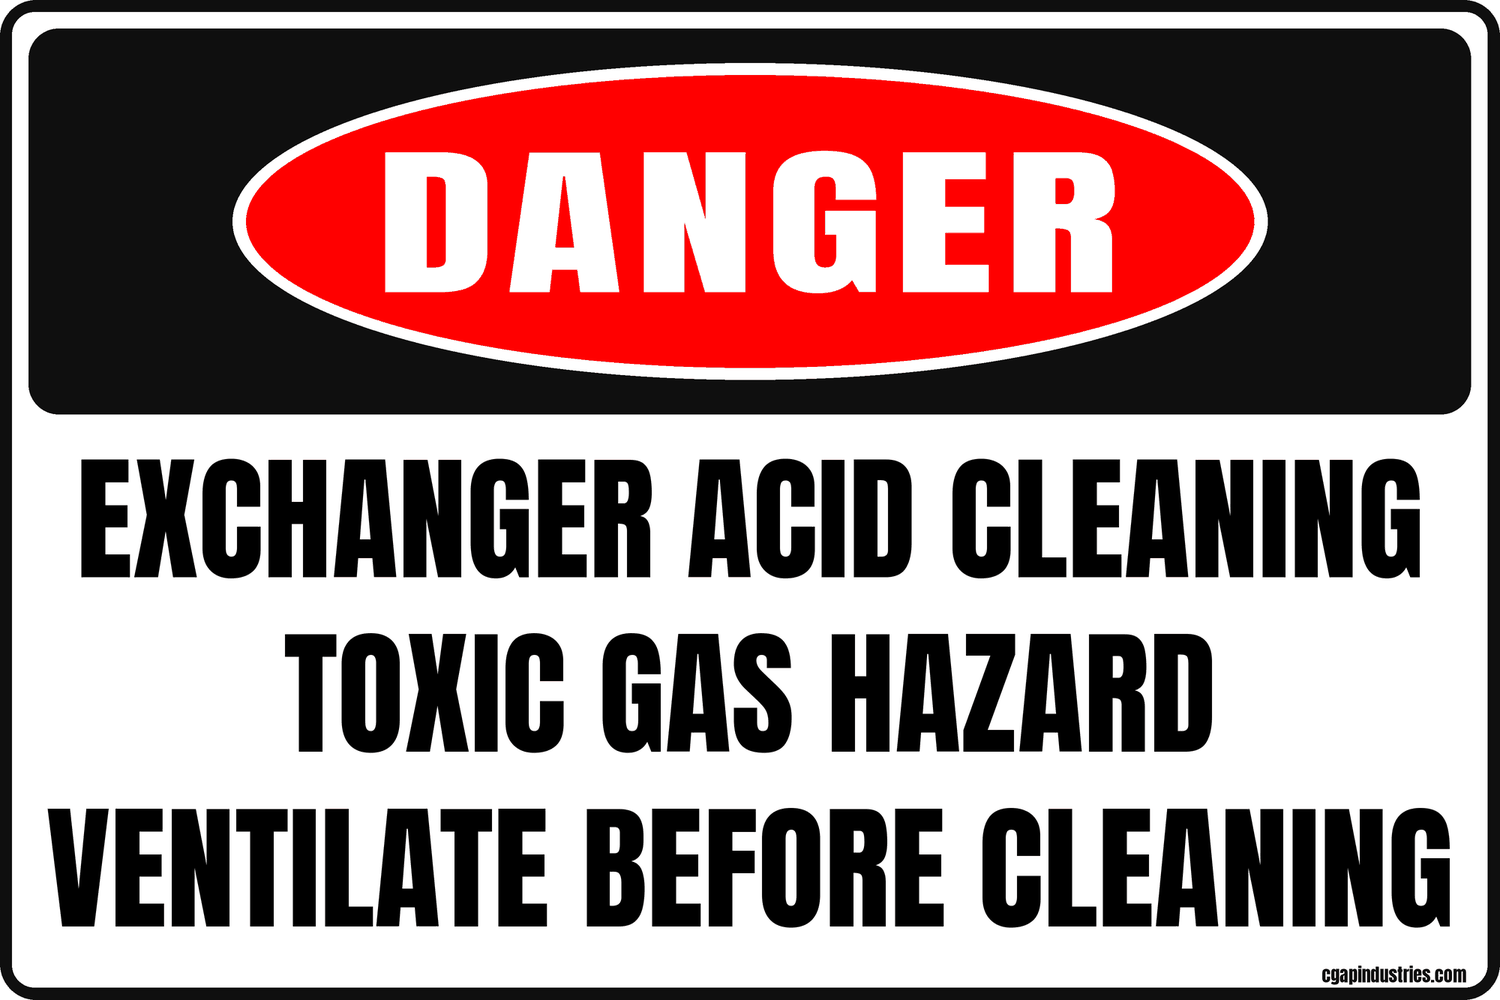 DANGER
EXCHANGER ACID CLEANING
TOXIC GAS HAZARD
VENTILATE BEFORE CLEANING
cgapindustries.com